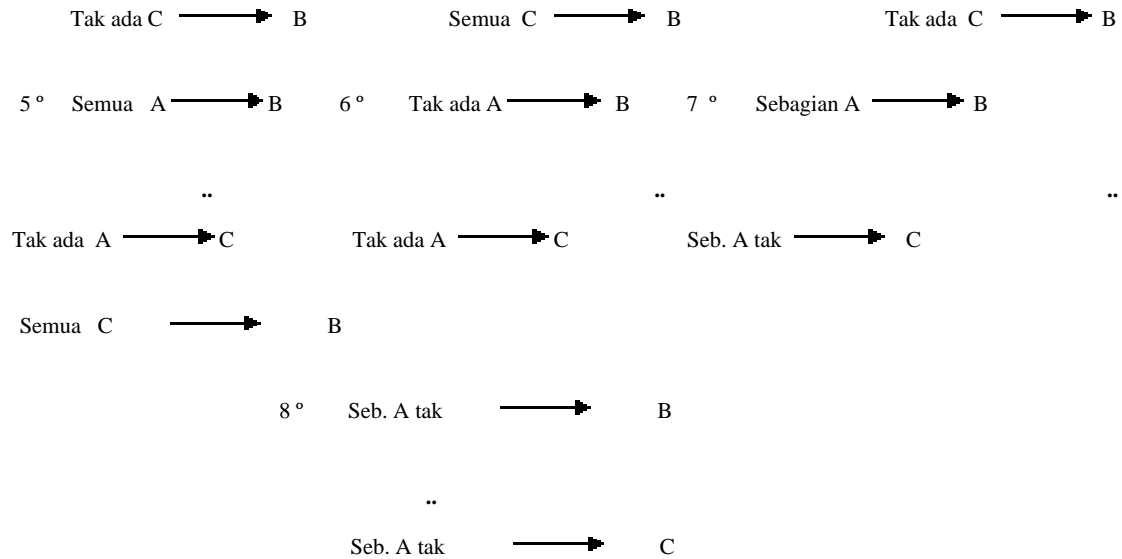 Tak ada C → B Semua C → B Tak ada C → B
5 º Semua A → B 6 º Tak ada A → B 7 º Sebagian A → B
¨ ¨ ¨
Tak ada A → C Tak ada A → C Seb. A tak → C
Semua C → B
8 º Seb. A tak → B
¨
Seb. A tak → C